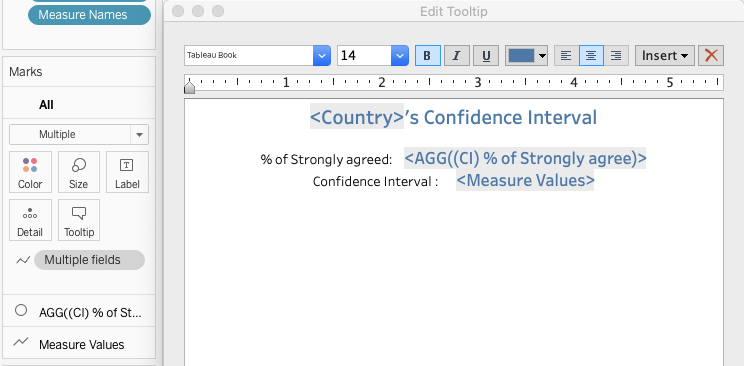 Measure Names
Edit Tooltip
Tableau Book
14
B I U
Insert
1 2 3 4 5
Marks
All
Multiple
Color Size Label
Detail Tooltip
Multiple fields
AGG((CI) % of St...
Measure Values
<Country>'s Confidence Interval
% of Strongly agreed: <AGG((CI) % of Strongly agree)>
Confidence Interval : <Measure Values>